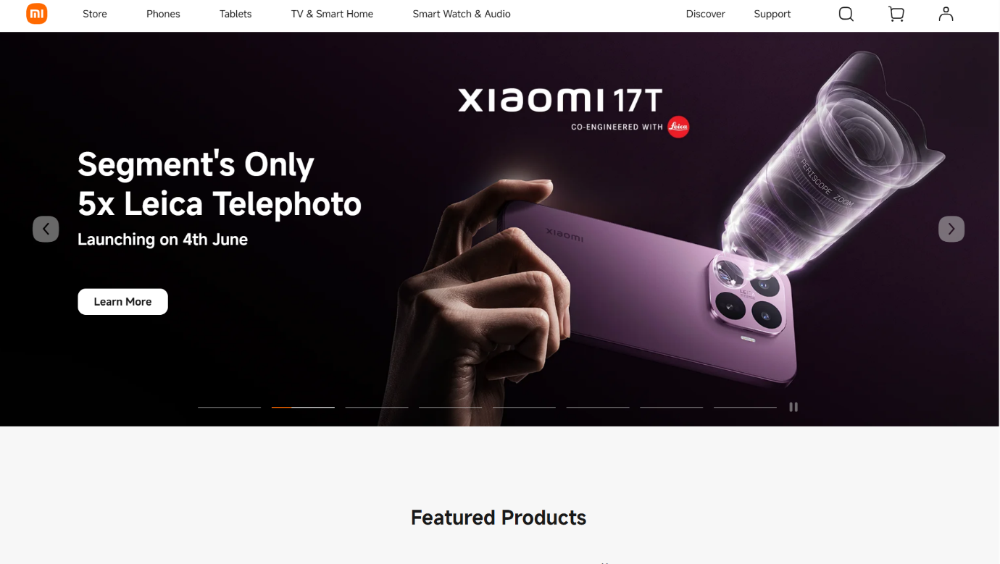 mi
Store
Phones
Tablets
TV & Smart Home
Smart Watch & Audio
Discover
Support
xiaomi 17T
CO-ENGINEERED WITH Leica
Segment's Only
5x Leica Telephoto
Launching on 4th June
Learn More
5X PERISCOPE ZOOM
xiaomi
LEICA
Featured Products